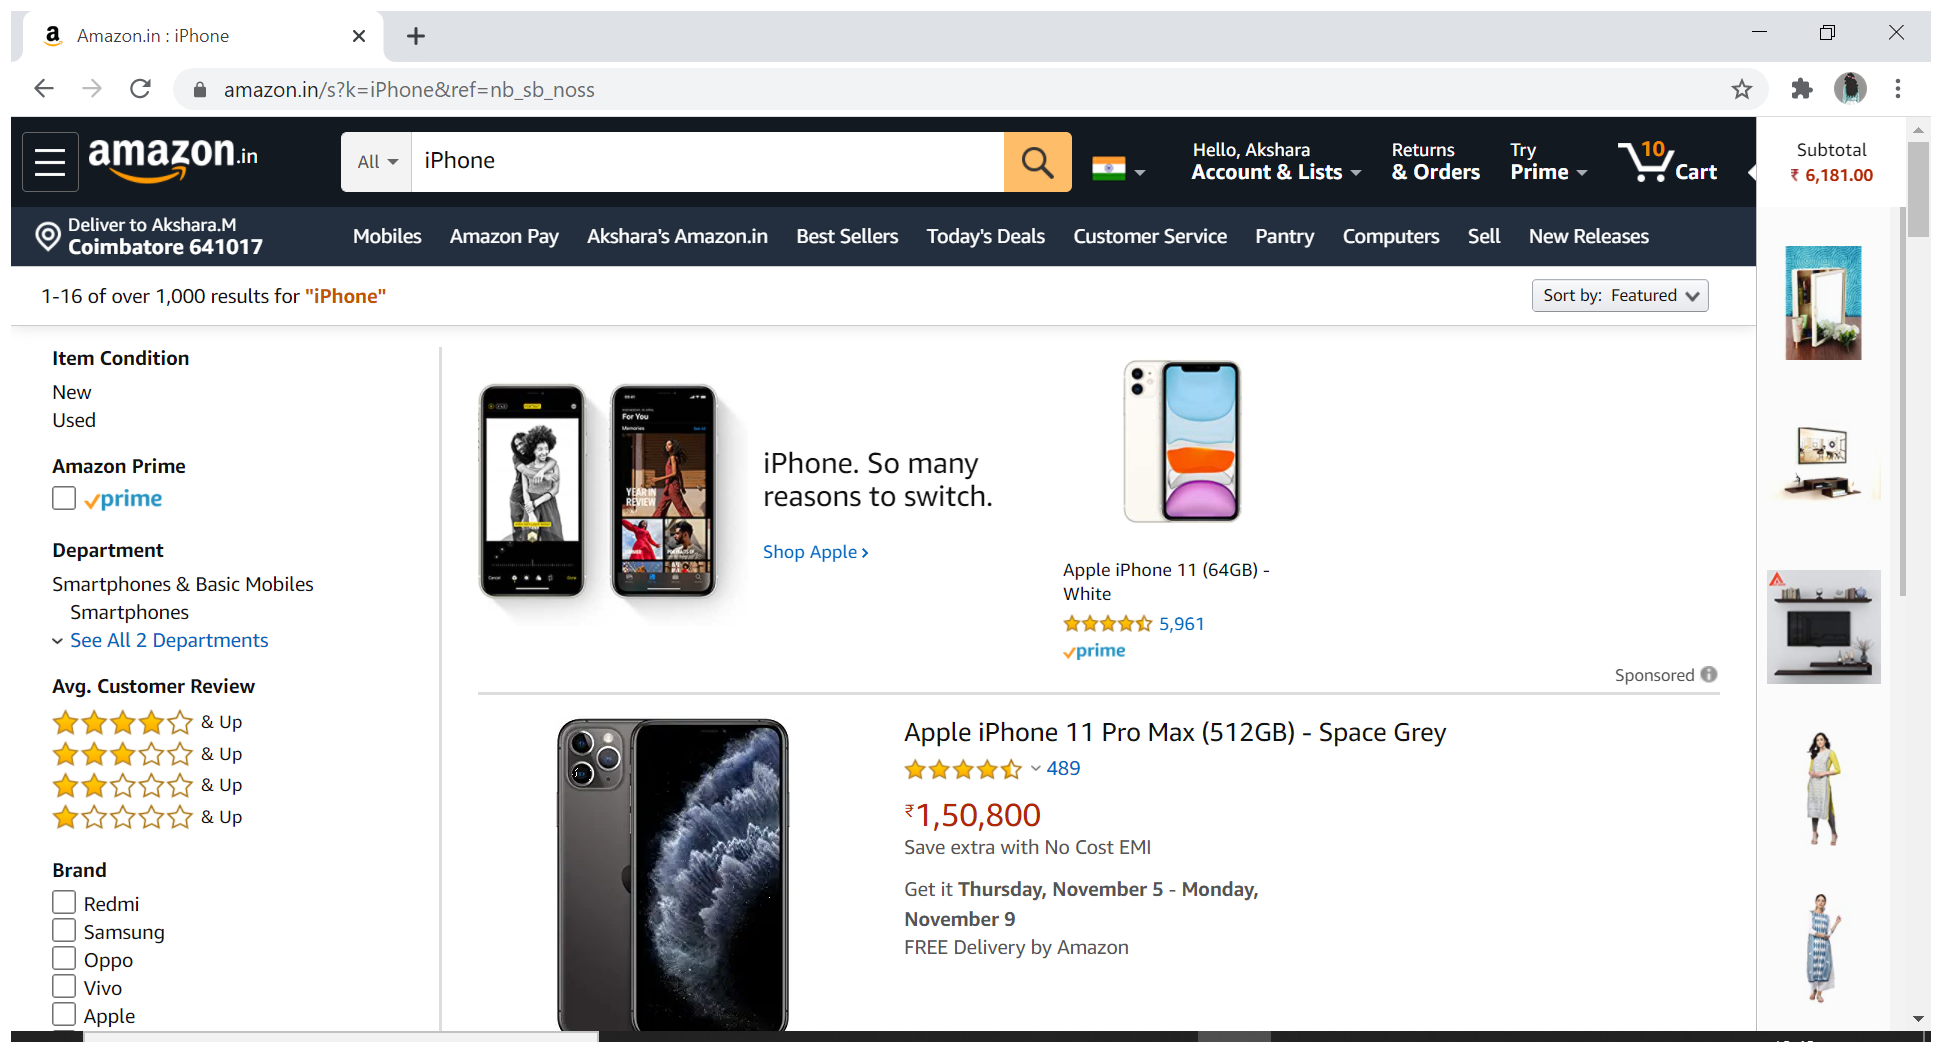 Amazon.in : iPhone
amazon.in/s?k=iPhone&ref=nb_sb_noss
amazon.in
All
iPhone
Hello, Akshara
Account & Lists
Returns
& Orders
Try
Prime
10
Cart
Subtotal
₹ 6,181.00
Deliver to Akshara.M
Coimbatore 641017
Mobiles
Amazon Pay
Akshara's Amazon.in
Best Sellers
Today's Deals
Customer Service
Pantry
Computers
Sell
New Releases
1-16 of over 1,000 results for "iPhone"
Sort by: Featured
Item Condition
New
Used
Amazon Prime
prime
Department
Smartphones & Basic Mobiles
Smartphones
See All 2 Departments
Avg. Customer Review
& Up
& Up
& Up
& Up
Brand
Redmi
Samsung
Oppo
Vivo
Apple
For You
Memories
YEAR IN
REVIEW
iPhone. So many
reasons to switch.
Shop Apple ›
Apple iPhone 11 (64GB) -
White
5,961
prime
Sponsored
Apple iPhone 11 Pro Max (512GB) - Space Grey
489
₹1,50,800
Save extra with No Cost EMI
Get it Thursday, November 5 - Monday,
November 9
FREE Delivery by Amazon